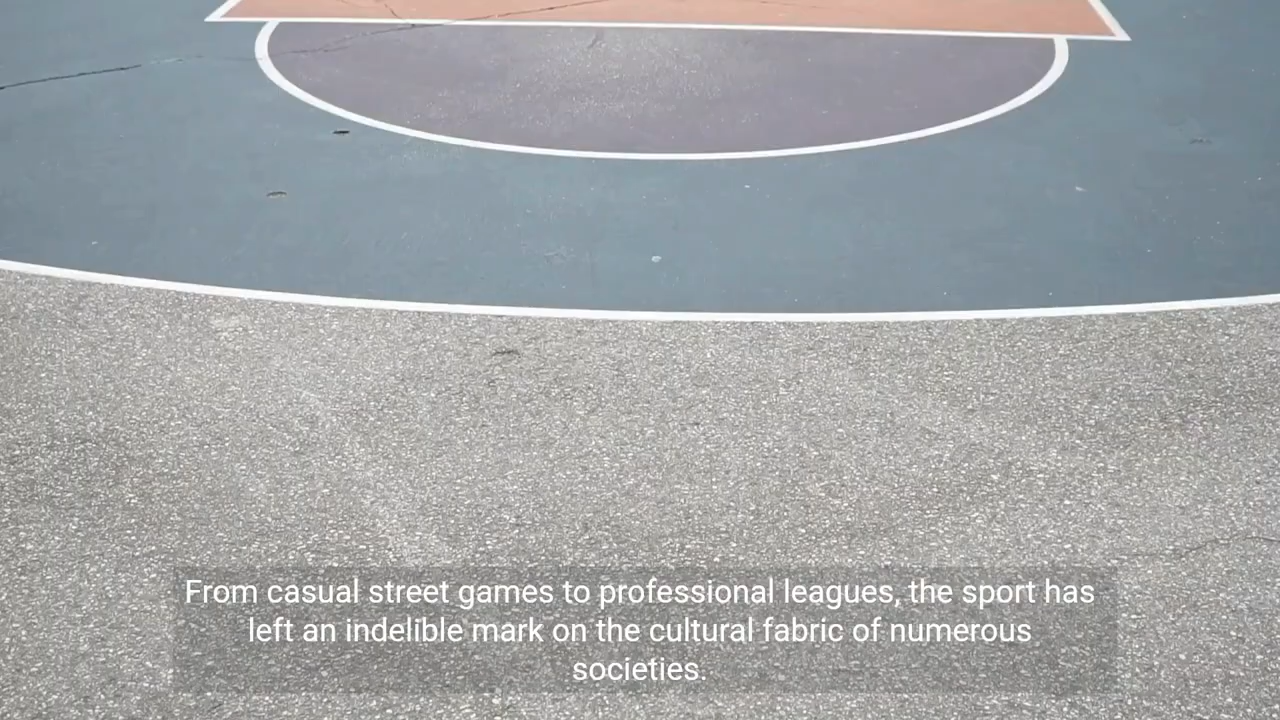 From casual street games to professional leagues, the sport has
left an indelible mark on the cultural fabric of numerous
societies.